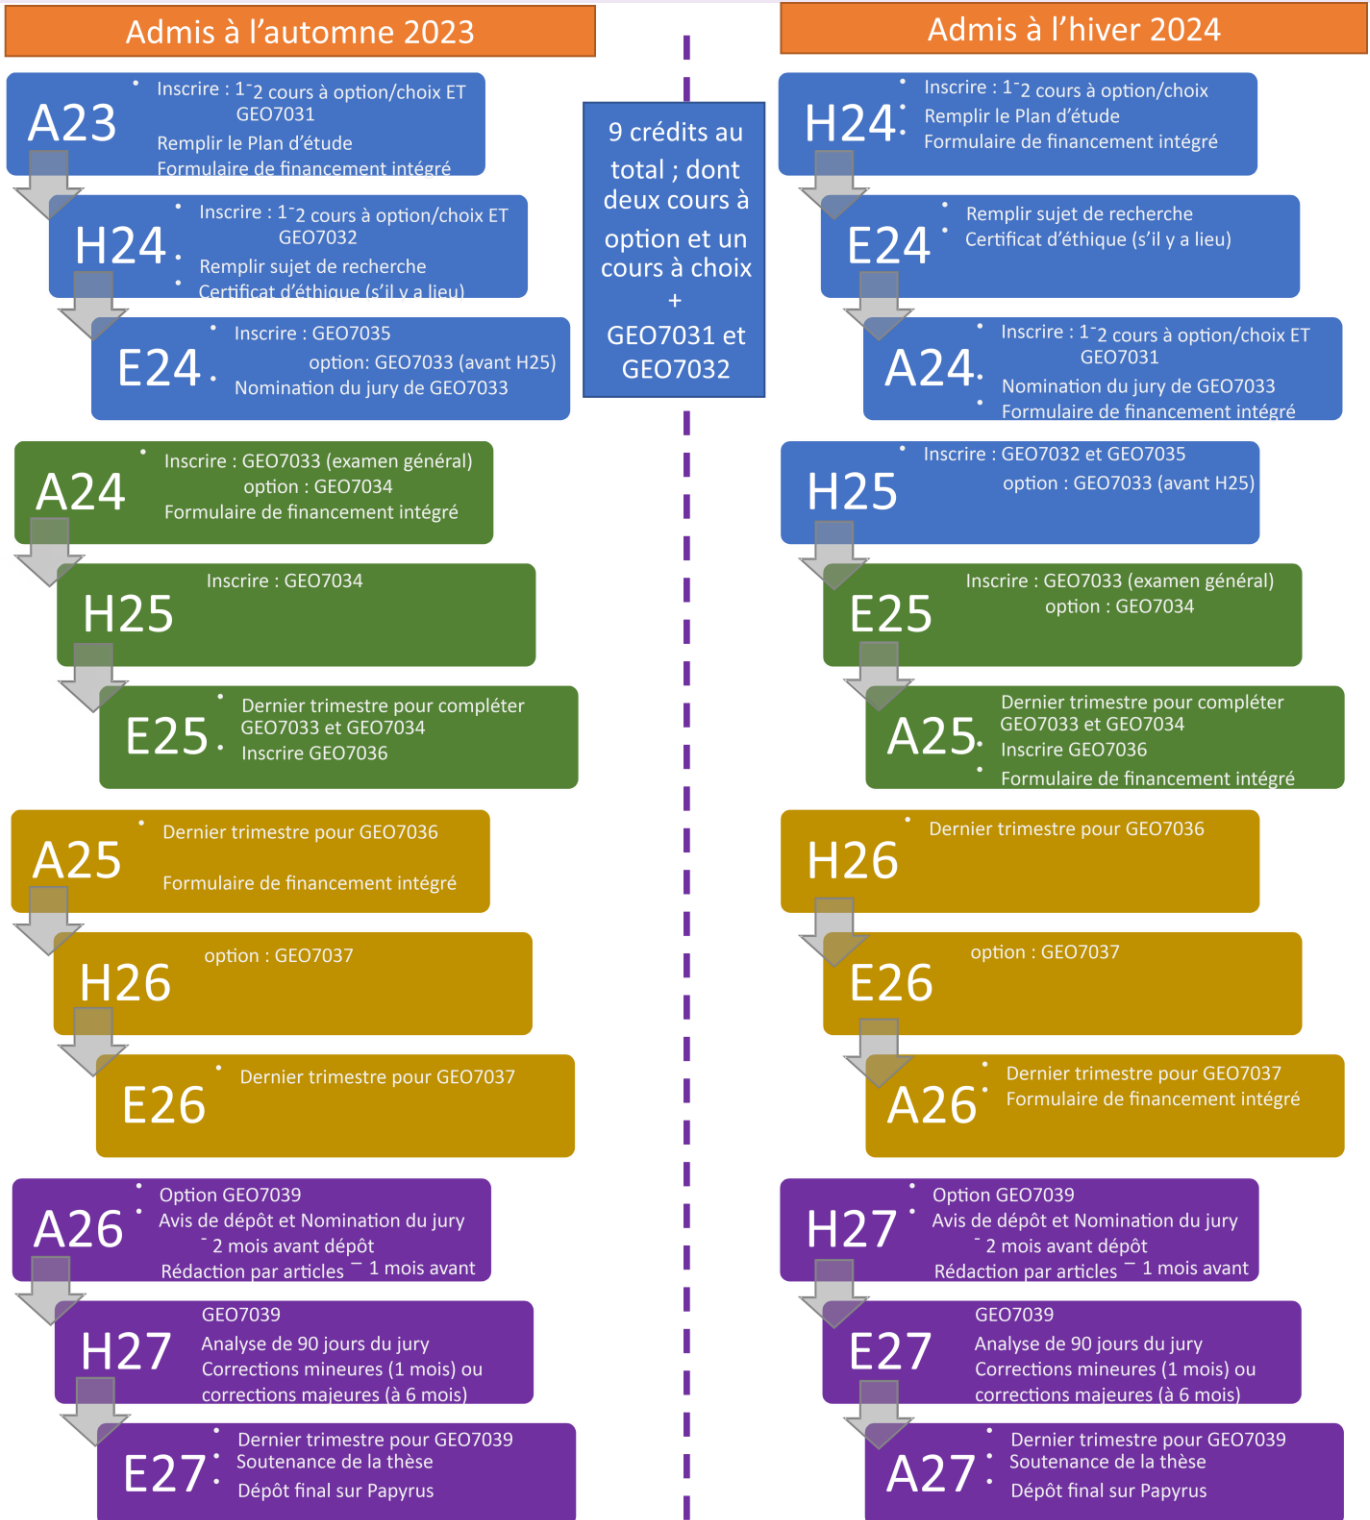 Admis à l’automne 2023
A23
Inscrire : 1-2 cours à option/choix ET
GEO7031
Remplir le Plan d’étude
Formulaire de financement intégré
H24
Inscrire : 1-2 cours à option/choix ET
GEO7032
Remplir sujet de recherche
Certificat d’éthique (s’il y a lieu)
E24
Inscrire : GEO7035
option: GEO7033 (avant H25)
Nomination du jury de GEO7033
A24
Inscrire : GEO7033 (examen général)
option : GEO7034
Formulaire de financement intégré
H25
Inscrire : GEO7034
E25
Dernier trimestre pour compléter
GEO7033 et GEO7034
Inscrire GEO7036
A25
Dernier trimestre pour GEO7036
Formulaire de financement intégré
H26
option : GEO7037
E26
Dernier trimestre pour GEO7037
A26
Option GEO7039
Avis de dépôt et Nomination du jury
- 2 mois avant dépôt
Rédaction par articles – 1 mois avant
H27
GEO7039
Analyse de 90 jours du jury
Corrections mineures (1 mois) ou
corrections majeures (à 6 mois)
E27
Dernier trimestre pour GEO7039
Soutenance de la thèse
Dépôt final sur Papyrus
9 crédits au
total ; dont
deux cours à
option et un
cours à choix
+
GEO7031 et
GEO7032
Admis à l’hiver 2024
H24
Inscrire : 1-2 cours à option/choix
Remplir le Plan d’étude
Formulaire de financement intégré
E24
Remplir sujet de recherche
Certificat d’éthique (s’il y a lieu)
A24
Inscrire : 1-2 cours à option/choix ET
GEO7031
Nomination du jury de GEO7033
Formulaire de financement intégré
H25
Inscrire : GEO7032 et GEO7035
option : GEO7033 (avant H25)
E25
Inscrire : GEO7033 (examen général)
option : GEO7034
A25
Dernier trimestre pour compléter
GEO7033 et GEO7034
Inscrire GEO7036
Formulaire de financement intégré
H26
Dernier trimestre pour GEO7036
E26
option : GEO7037
A26
Dernier trimestre pour GEO7037
Formulaire de financement intégré
H27
Option GEO7039
Avis de dépôt et Nomination du jury
- 2 mois avant dépôt
Rédaction par articles – 1 mois avant
E27
GEO7039
Analyse de 90 jours du jury
Corrections mineures (1 mois) ou
corrections majeures (à 6 mois)
A27
Dernier trimestre pour GEO7039
Soutenance de la thèse
Dépôt final sur Papyrus